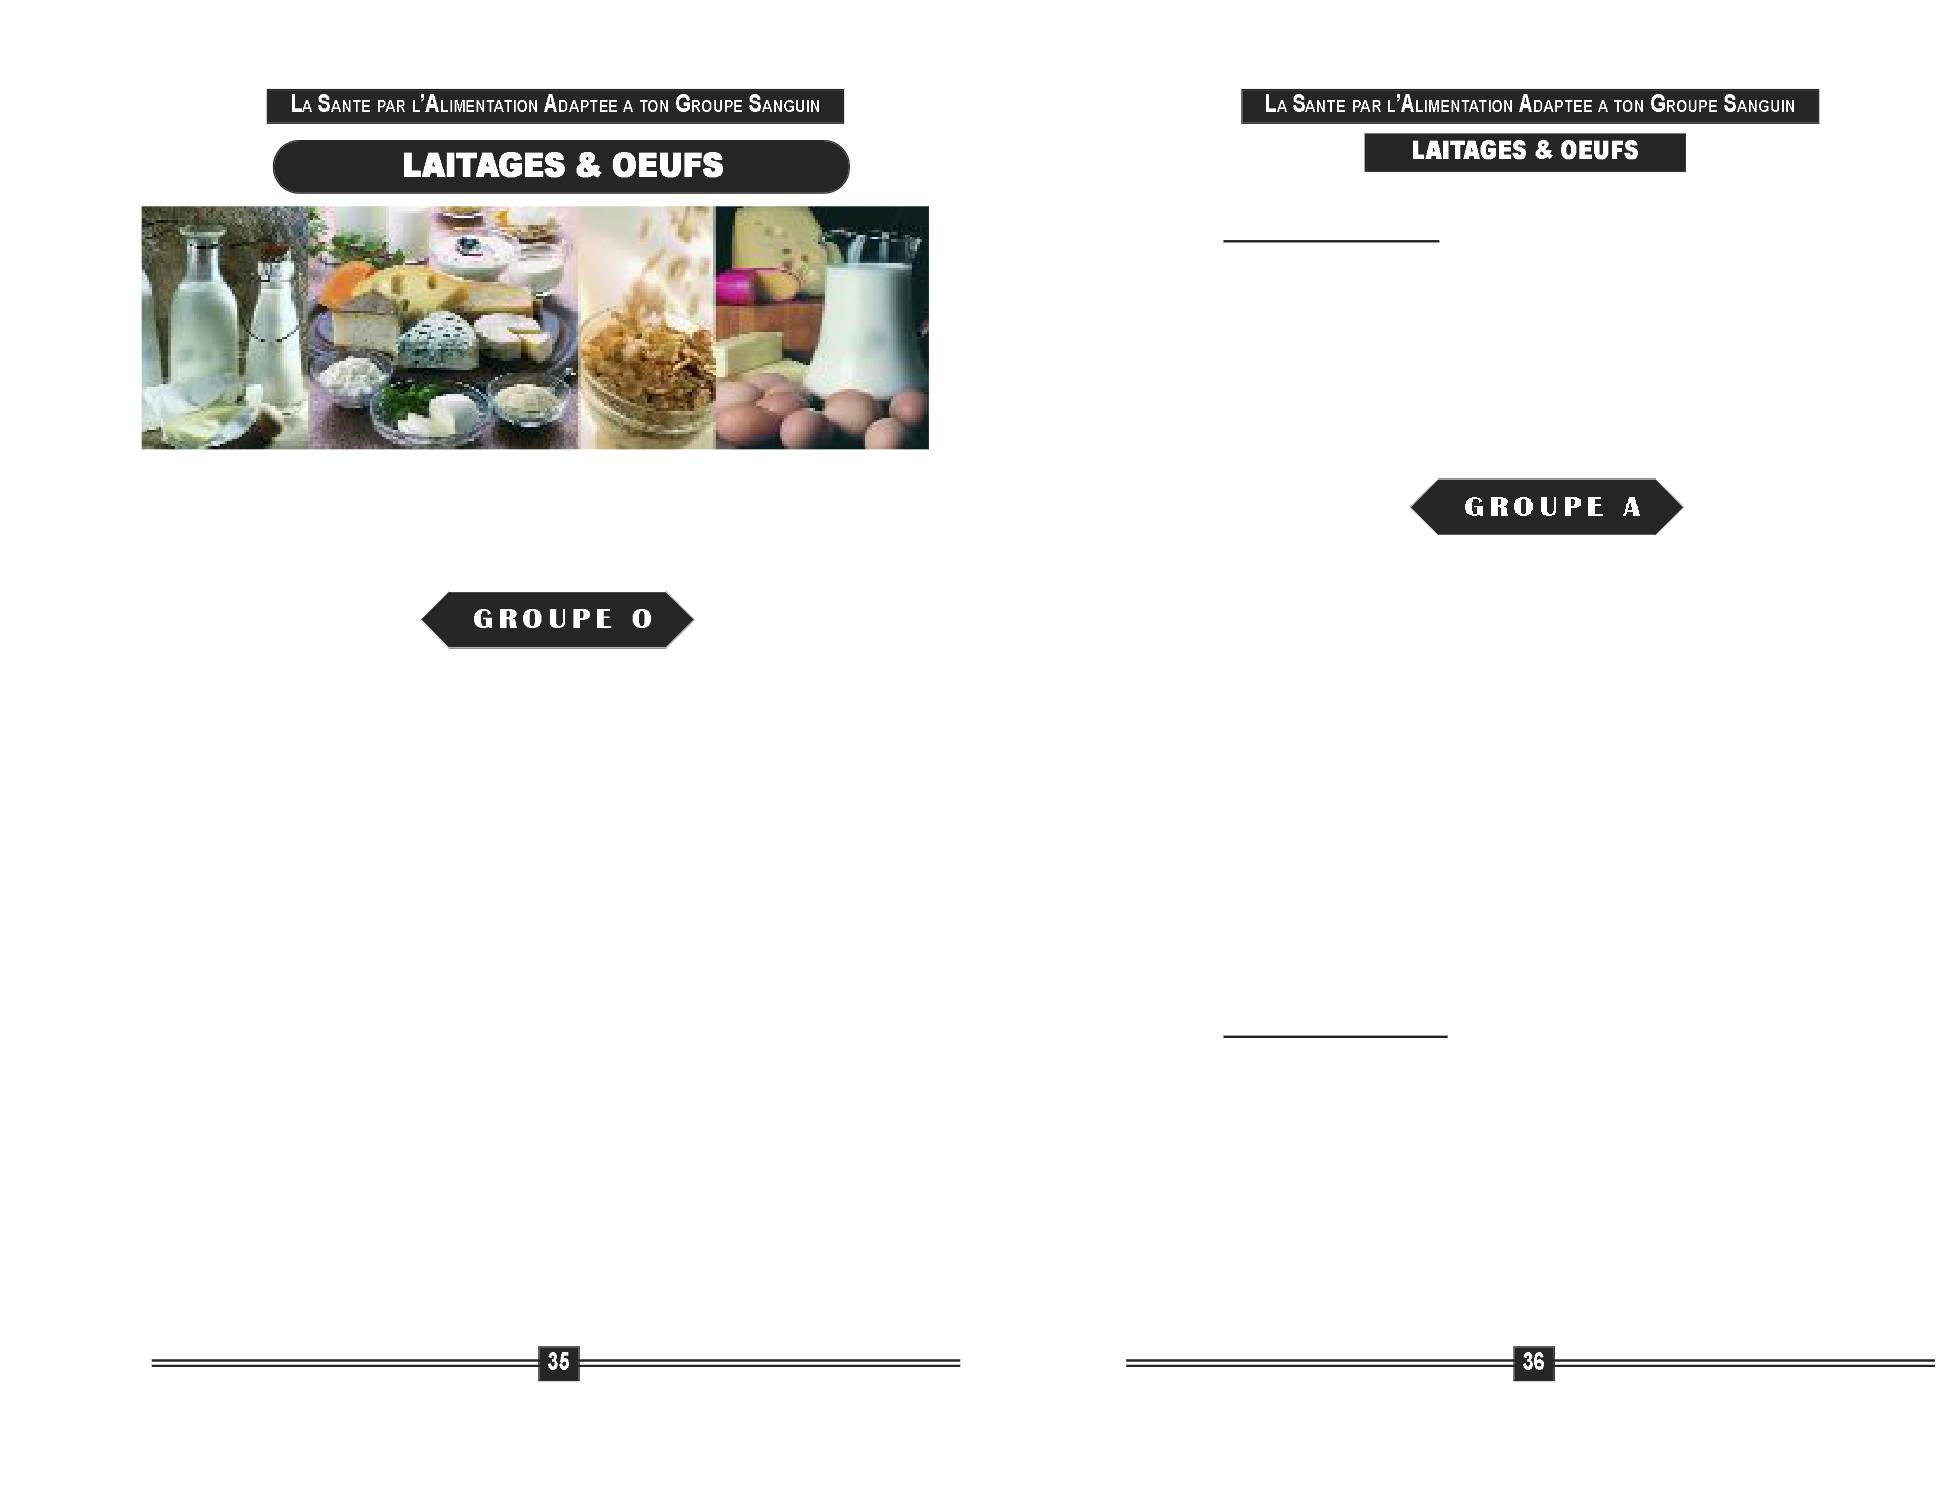 LA SANTE PAR L’ALIMENTATION ADAPTEE A TON GROUPE SANGUIN
LAITAGES & OEUFS
GROUPE O
35
LA SANTE PAR L’ALIMENTATION ADAPTEE A TON GROUPE SANGUIN
LAITAGES & OEUFS
GROUPE A
36